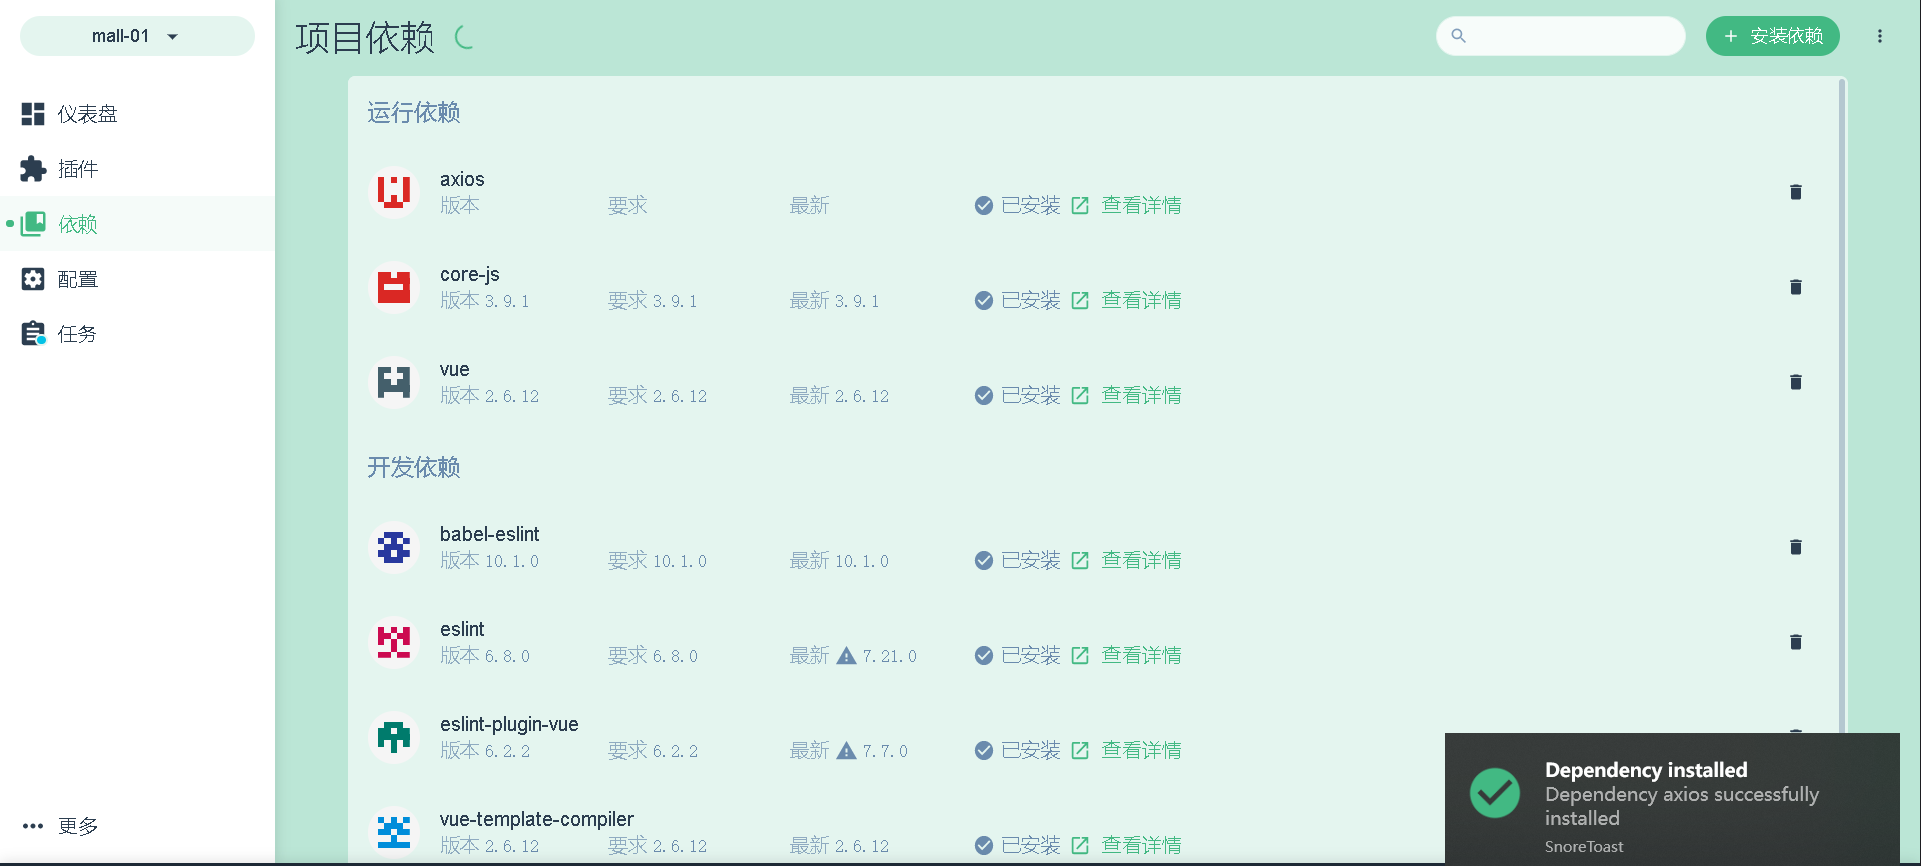 mall-01
仪表盘
插件
依赖
配置
任务
更多
项目依赖
安装依赖
运行依赖
axios
版本 要求 最新 已安装 查看详情
core-js
版本 3.9.1 要求 3.9.1 最新 3.9.1 已安装 查看详情
vue
版本 2.6.12 要求 2.6.12 最新 2.6.12 已安装 查看详情
开发依赖
babel-eslint
版本 10.1.0 要求 10.1.0 最新 10.1.0 已安装 查看详情
eslint
版本 6.8.0 要求 6.8.0 最新 7.21.0 已安装 查看详情
eslint-plugin-vue
版本 6.2.2 要求 6.2.2 最新 7.7.0 已安装 查看详情
vue-template-compiler
版本 2.6.12 要求 2.6.12 最新 2.6.12 已安装 查看详情
Dependency installed
Dependency axios successfully
installed
SnoreToast